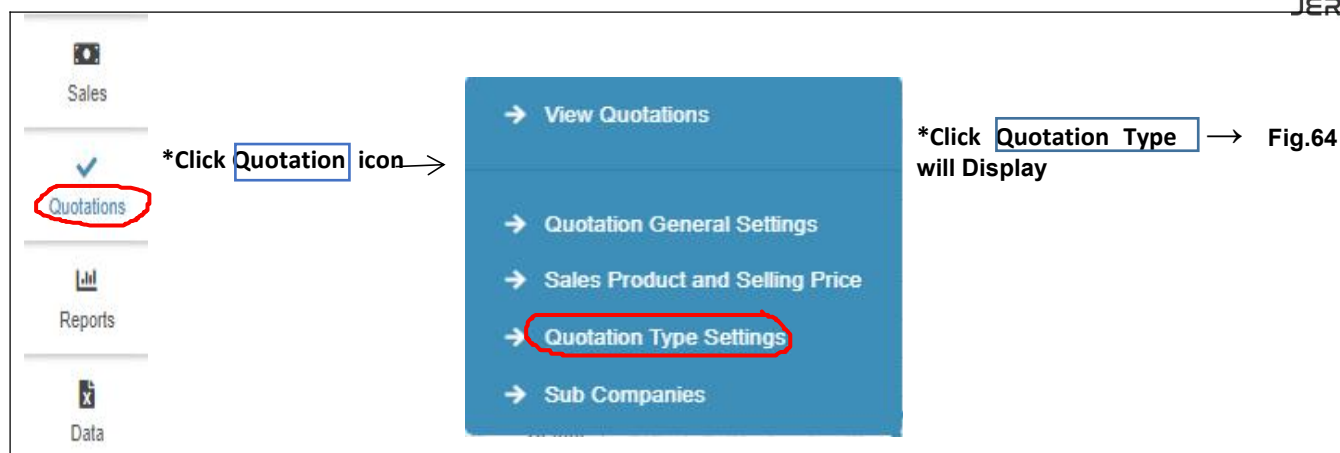 JER
Sales
Quotations
Reports
Data
*Click Quotation icon
View Quotations
Quotation General Settings
Sales Product and Selling Price
Quotation Type Settings
Sub Companies
*Click Quotation Type → Fig.64
will Display